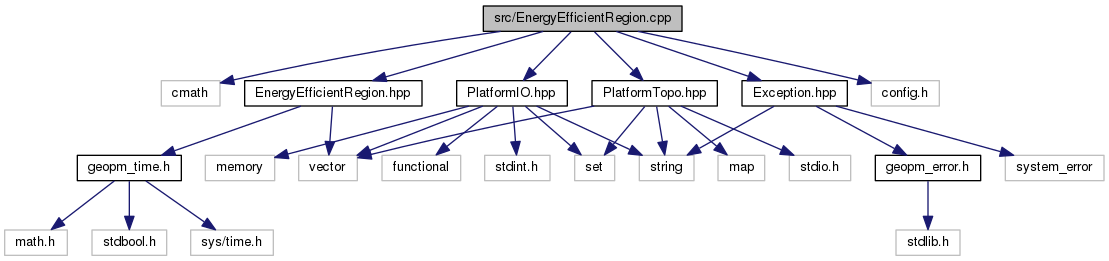 src/EnergyEfficientRegion.cpp
cmath
EnergyEfficientRegion.hpp
PlatformIO.hpp
PlatformTopo.hpp
Exception.hpp
config.h
geopm_time.h
memory
vector
functional
stdint.h
set
string
map
stdio.h
geopm_error.h
system_error
math.h
stdbool.h
sys/time.h
stdlib.h